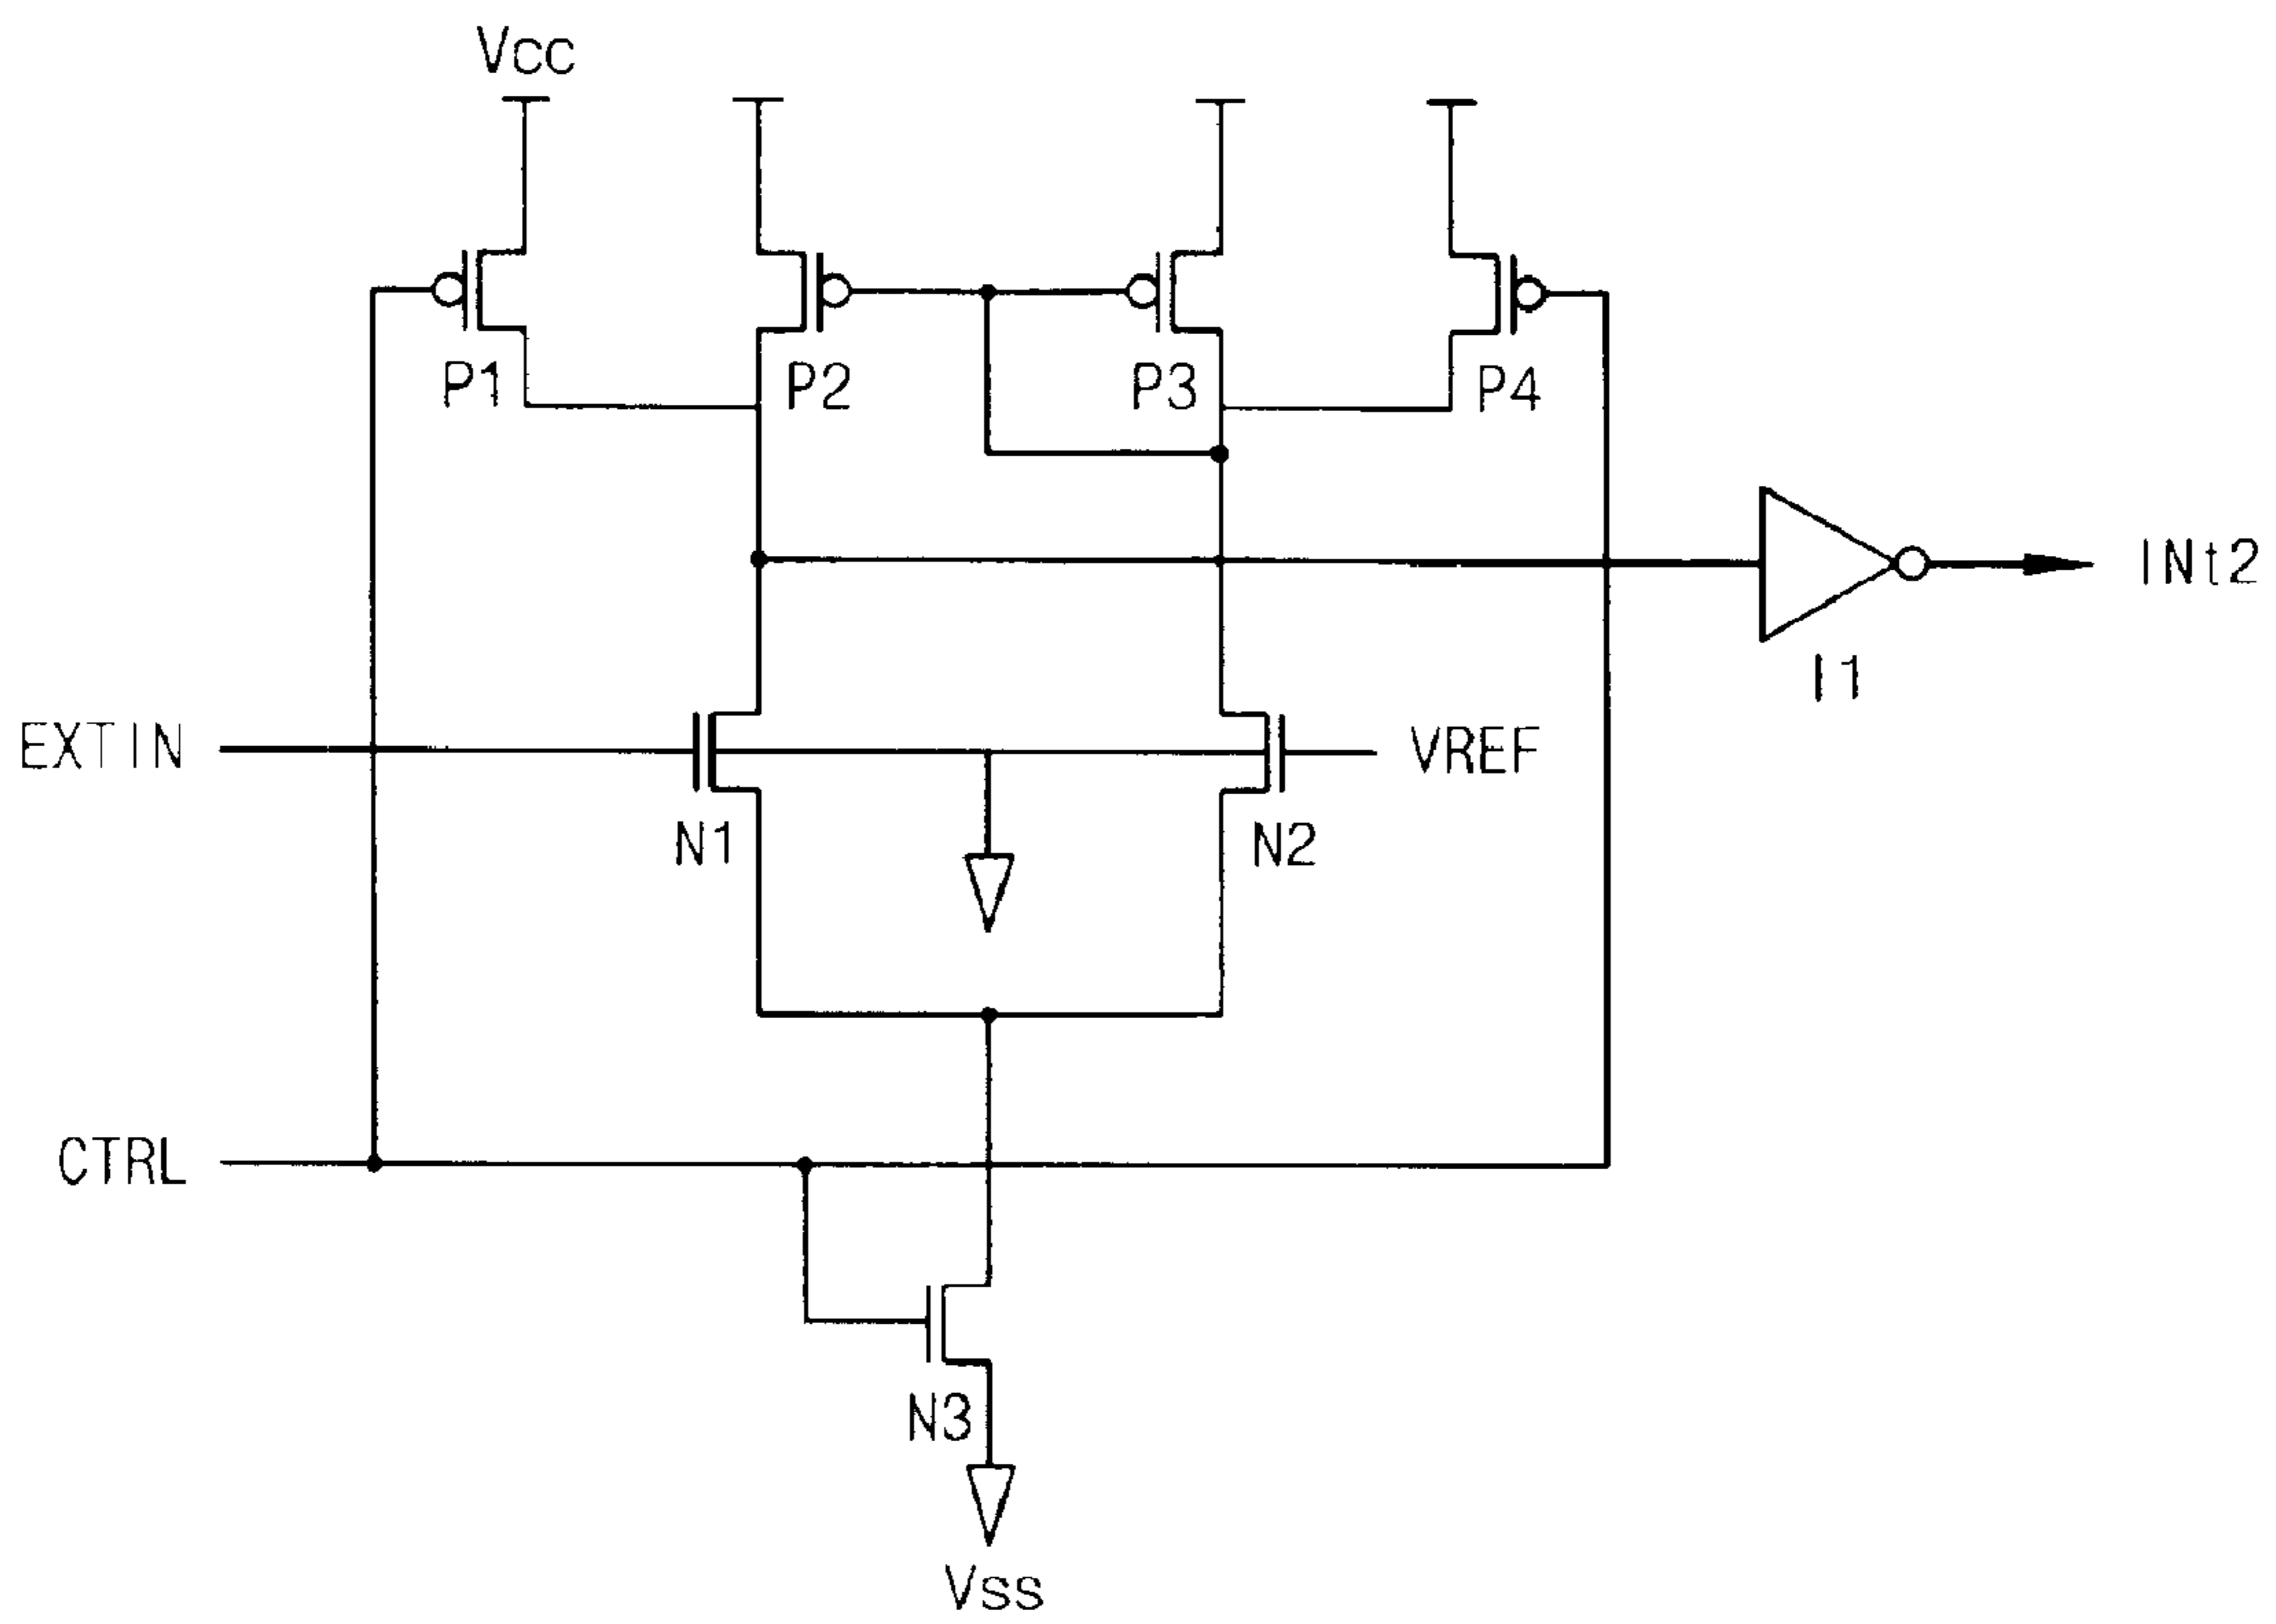 Vcc
P1
P2
P3
P4
INt2
I1
EXTIN
VREF
N1
N2
CTRL
N3
Vss